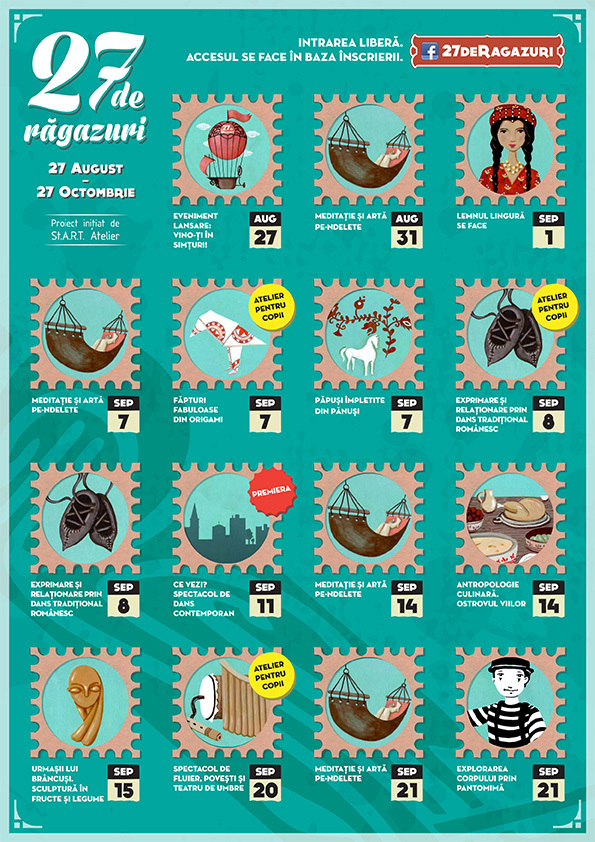 27
de
răgazuri
27 August
–
27 Octombrie
Proiect inițiat de
St.A.R.T. Atelier
INTRAREA LIBERĂ.
ACCESUL SE FACE ÎN BAZA ÎNSCRIERII.
f 27DERAGAZURI
EVENIMENT
LANSARE:
VINO-ȚI ÎN
SIMȚURI!
AUG
27
MEDITAȚIE ȘI ARTĂ
PE-NDELETE
AUG
31
LEMNUL LINGURĂ
SE FACE
SEP
1
MEDITAȚIE ȘI ARTĂ
PE-NDELETE
SEP
7
ATELIER
PENTRU
COPII
FĂPTURI
FABULOASE
DIN ORIGAMI
SEP
7
PĂPUȘI ÎMPLETITE
DIN PĂNUȘI
SEP
7
ATELIER
PENTRU
COPII
EXPRIMARE ȘI
RELAȚIONARE PRIN
DANS TRADIȚIONAL
ROMÂNESC
SEP
8
EXPRIMARE ȘI
RELAȚIONARE PRIN
DANS TRADIȚIONAL
ROMÂNESC
SEP
8
PREMIERA
CE VEZI?
SPECTACOL DE
DANS
CONTEMPORAN
SEP
11
MEDITAȚIE ȘI ARTĂ
PE-NDELETE
SEP
14
ANTROPOLOGIE
CULINARĂ.
OSTROVUL VIILOR
SEP
14
URMAȘII LUI
BRÂNCUȘI.
SCULPTURĂ ÎN
FRUCTE ȘI LEGUME
SEP
15
ATELIER
PENTRU
COPII
SPECTACOL DE
FLUIER, POVEȘTI ȘI
TEATRU DE UMBRE
SEP
20
MEDITAȚIE ȘI ARTĂ
PE-NDELETE
SEP
21
EXPLORAREA
CORPULUI PRIN
PANTOMIMĂ
SEP
21